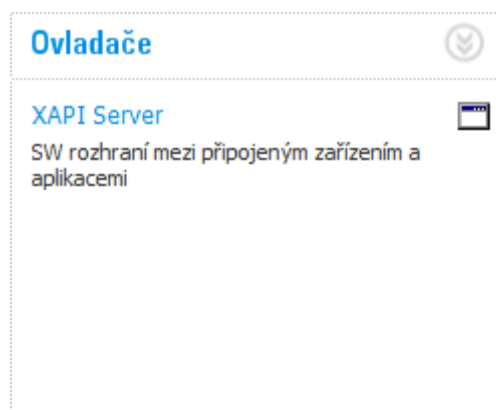 Ovladače
XAPI Server
SW rozhraní mezi připojeným zařízením a
aplikacemi